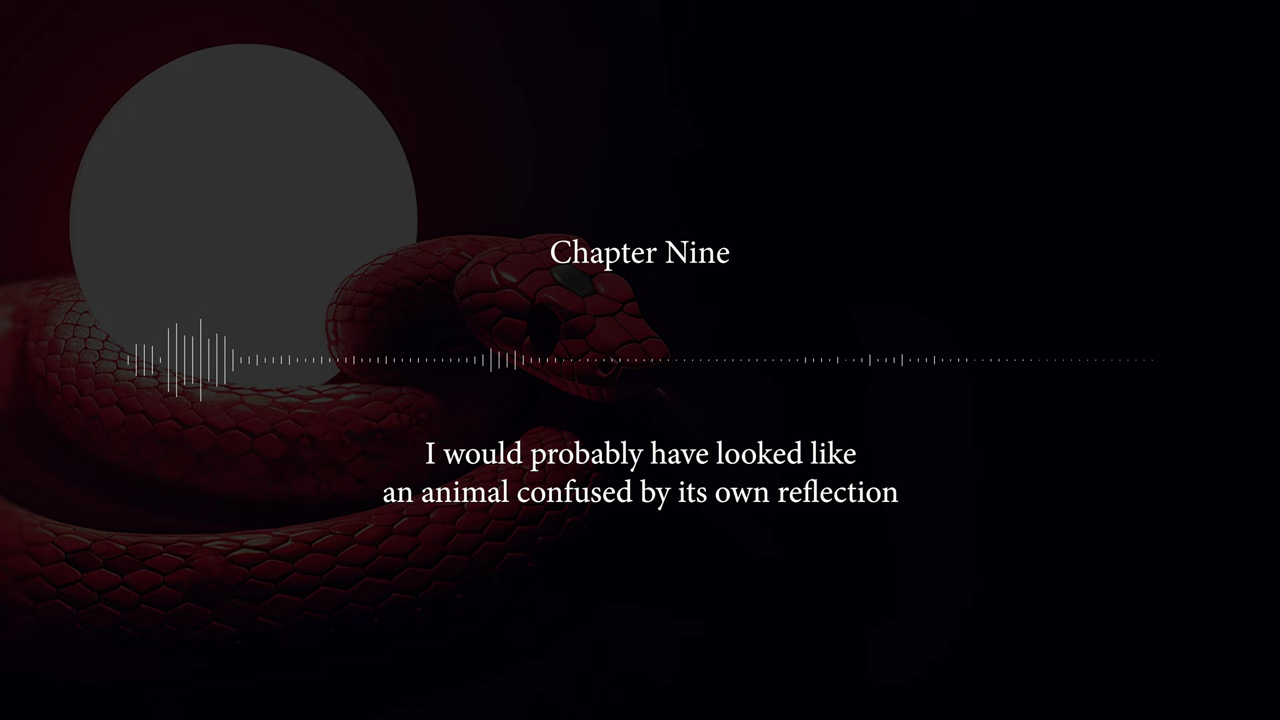 Chapter Nine
I would probably have looked like
an animal confused by its own reflection